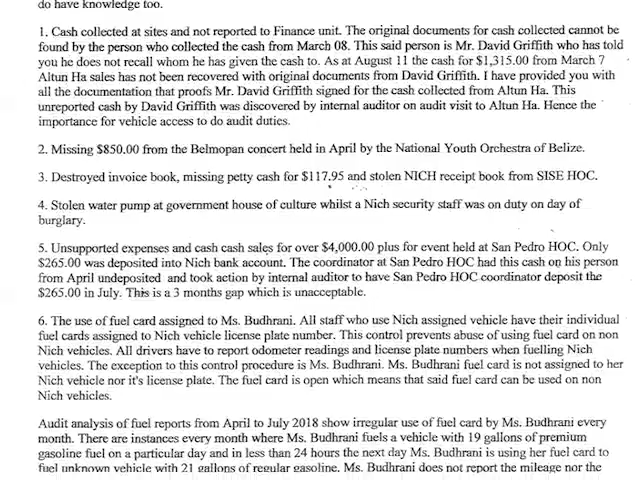 do have knowledge too.
1. Cash collected at sites and not reported to Finance unit. The original documents for cash collected cannot be
found by the person who collected the cash from March 08. This said person is Mr. David Griffith who has told
you he does not recall whom he has given the cash to. As at August 11 the cash for $1,315.00 from March 7
Altun Ha sales has not been recovered with original documents from David Griffith. I have provided you with
all the documentation that proofs Mr. David Griffith signed for the cash collected from Altun Ha. This
unreported cash by David Griffith was discovered by internal auditor on audit visit to Altun Ha. Hence the
importance for vehicle access to do audit duties.
2. Missing $850.00 from the Belmopan concert held in April by the National Youth Orchestra of Belize.
3. Destroyed invoice book, missing petty cash for $117.95 and stolen NICH receipt book from SISE HOC.
4. Stolen water pump at government house of culture whilst a Nich security staff was on duty on day of
burglary.
5. Unsupported expenses and cash cash sales for over $4,000.00 plus for event held at San Pedro HOC. Only
$265.00 was deposited into Nich bank account. The coordinator at San Pedro HOC had this cash on his person
from April undeposited and took action by internal auditor to have San Pedro HOC coordinator deposit the
$265.00 in July. This is a 3 months gap which is unacceptable.
6. The use of fuel card assigned to Ms. Budhrani. All staff who use Nich assigned vehicle have their individual
fuel cards assigned to Nich vehicle license plate number. This control prevents abuse of using fuel card on non
Nich vehicles. All drivers have to report odometer readings and license plate numbers when fuelling Nich
vehicles. The exception to this control procedure is Ms. Budhrani. Ms. Budhrani fuel card is not assigned to her
Nich vehicle nor it's license plate. The fuel card is open which means that said fuel card can be used on non
Nich vehicles.
Audit analysis of fuel reports from April to July 2018 show irregular use of fuel card by Ms. Budhrani every
month. There are instances every month where Ms. Budhrani fuels a vehicle with 19 gallons of premium
gasoline fuel on a particular day and in less than 24 hours the next day Ms. Budhrani is using her fuel card to
fuel unknown vehicle with 21 gallons of regular gasoline. Ms. Budhrani does not report the mileage nor the